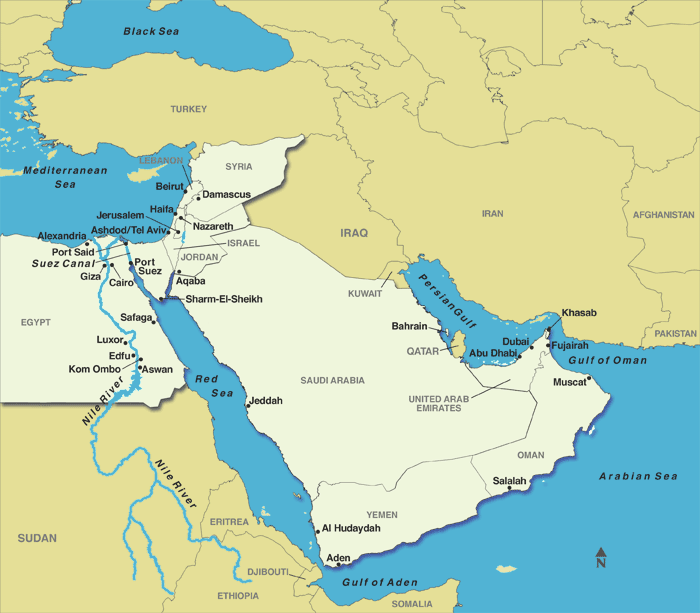 Black Sea
TURKEY
LEBANON
SYRIA
Mediterranean
Sea
Beirut
Damascus
Haifa
Jerusalem
Nazareth
Ashdod/Tel Aviv
Alexandria
Port Said
Suez Canal
Port
Suez
Giza
Cairo
ISRAEL
JORDAN
Aqaba
Sharm-El-Sheikh
IRAQ
IRAN
AFGHANISTAN
KUWAIT
Persian Gulf
PAKISTAN
Khasab
Bahrain
QATAR
Dubai
Abu Dhabi
Fujairah
Gulf of Oman
Muscat
EGYPT
Safaga
Luxor
Edfu
Kom Ombo
Aswan
Nile River
Red
Sea
SAUDI ARABIA
Jeddah
UNITED ARAB
EMIRATES
OMAN
Salalah
Arabian Sea
Nile River
YEMEN
Al Hudaydah
Aden
SUDAN
ERITREA
DJIBOUTI
ETHIOPIA
Gulf of Aden
SOMALIA
N